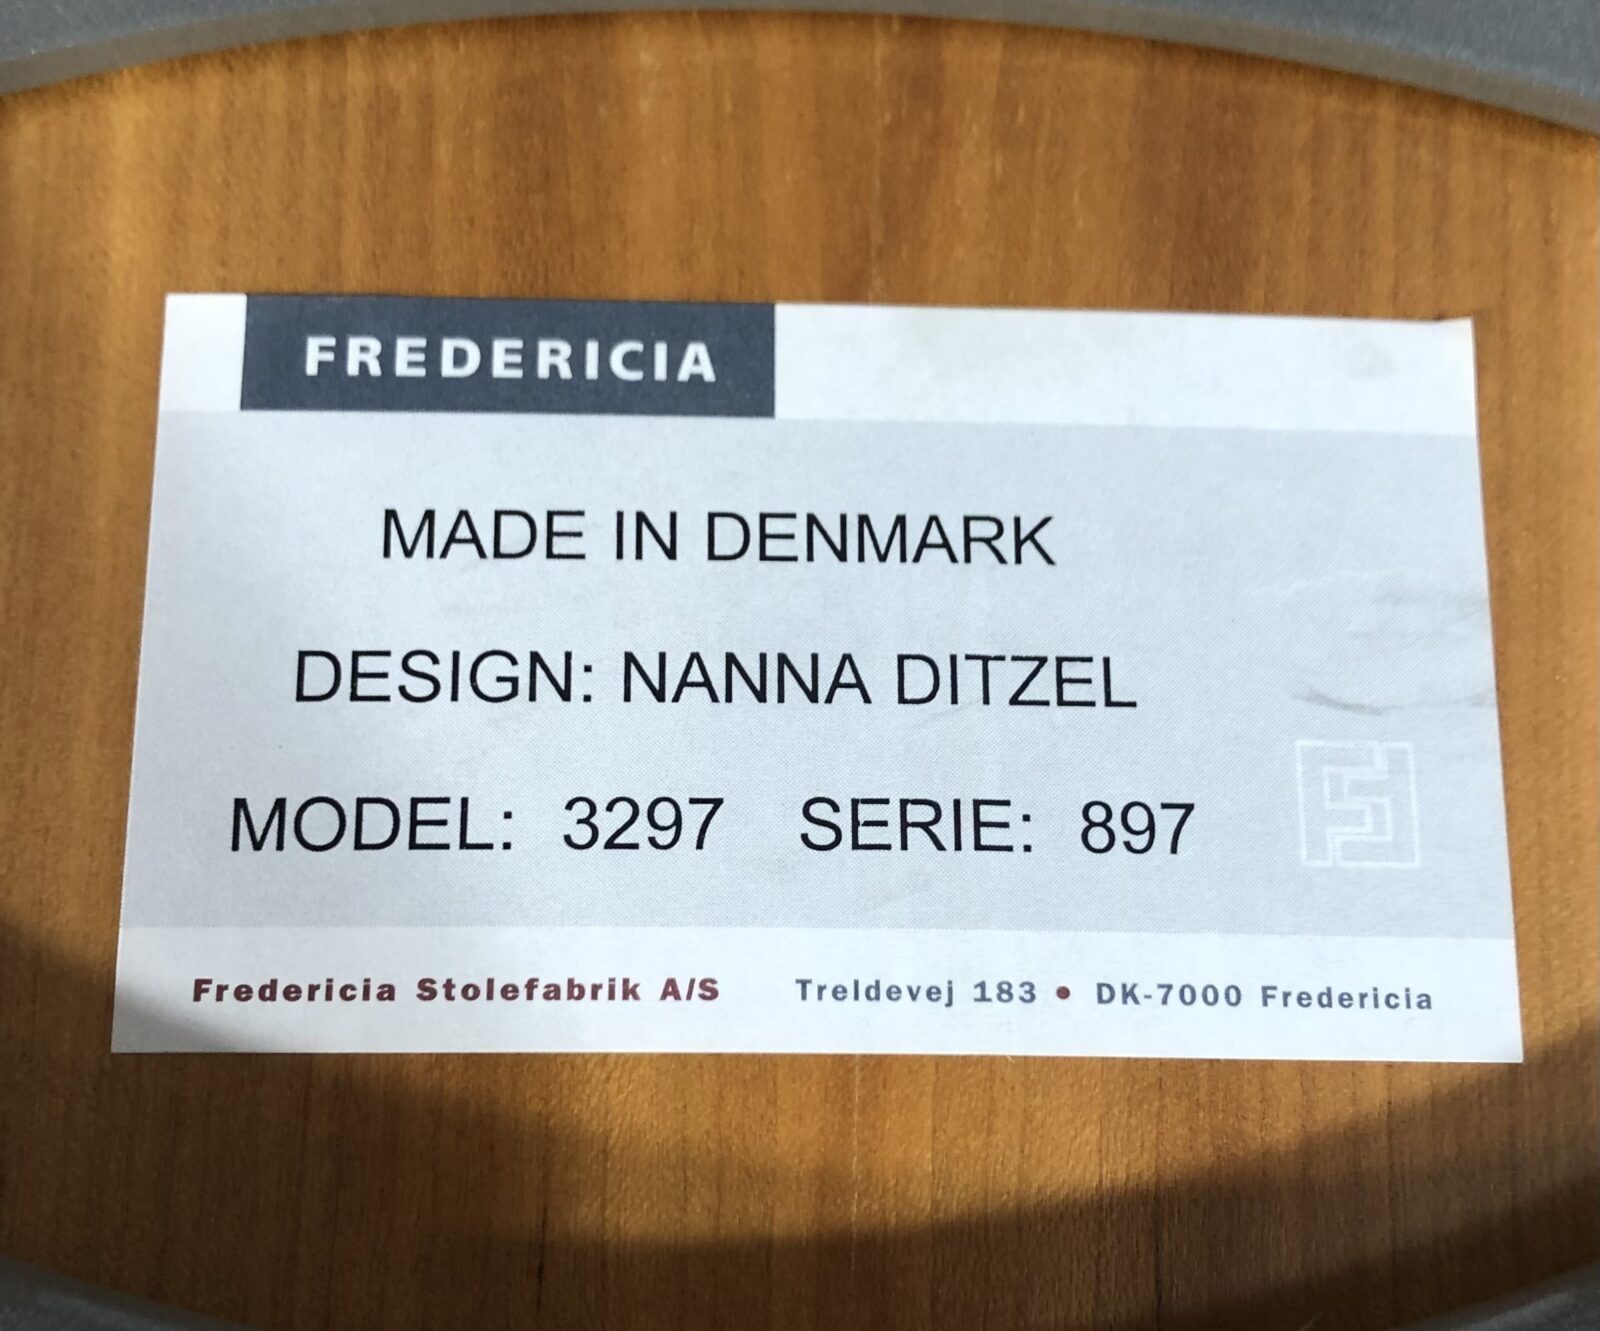 FREDERICIA
MADE IN DENMARK
DESIGN: NANNA DITZEL
MODEL: 3297 SERIE: 897
Fredericia Stolefabrik A/S Treldevej 183 • DK-7000 Fredericia